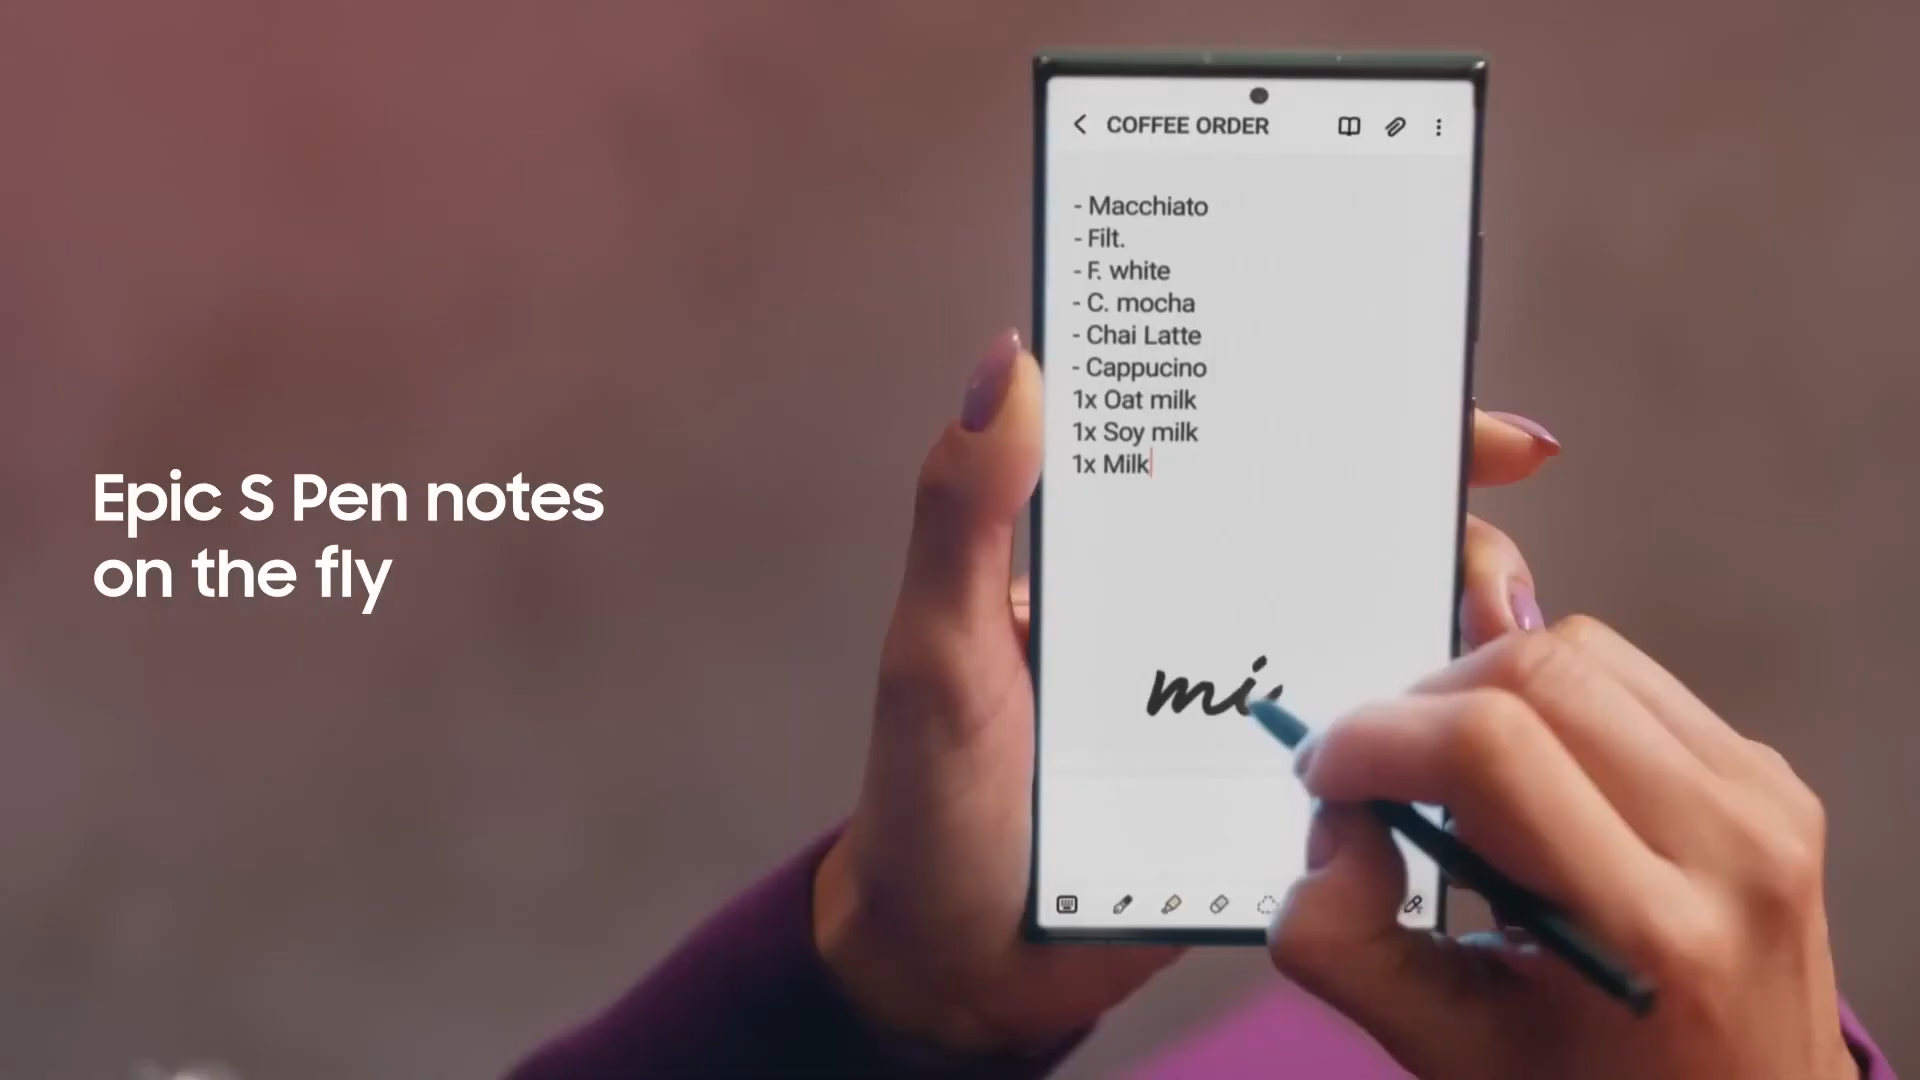 Epic S Pen notes
on the fly
COFFEE ORDER
- Macchiato
- Filt.
- F. white
- C. mocha
- Chai Latte
- Cappucino
1x Oat milk
1x Soy milk
1x Milk
mi